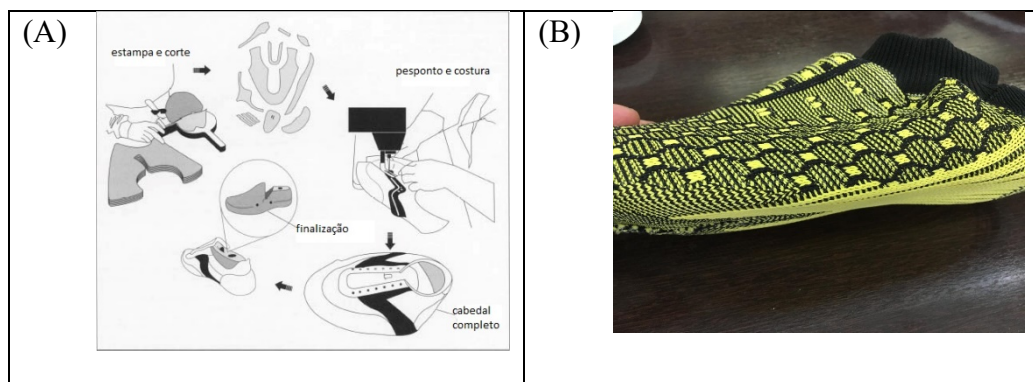 (A)
estampa e corte
pesponto e costura
finalização
cabedal
completo
(B)